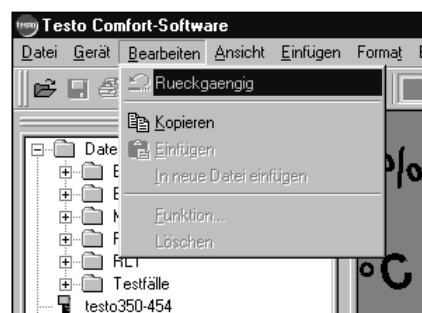 testo Testo Comfort-Software
Datei Gerät Bearbeiten Ansicht Einfügen Format
Rueckgaengig
Kopieren
Einfügen
In neue Datei einfügen
Funktion...
Löschen
Date
%
°C
RLT
Testfälle
testo350-454